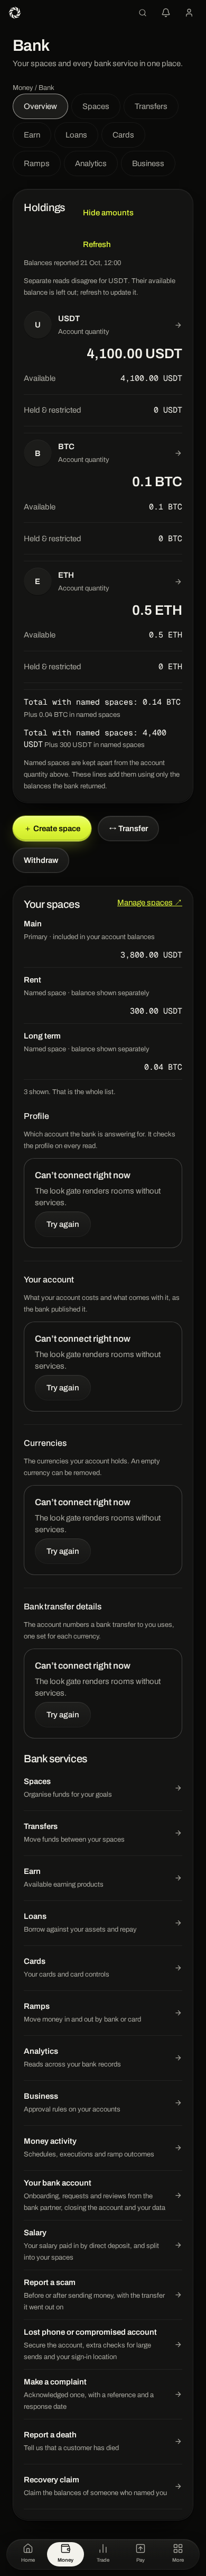 Bank
Your spaces and every bank service in one place.
Money / Bank
Overview
Spaces
Transfers
Earn
Loans
Cards
Ramps
Analytics
Business
Holdings
Hide amounts
Refresh
Balances reported 21 Oct, 12:00
Separate reads disagree for USDT. Their available
balance is left out; refresh to update it.
U
USDT
Account quantity
→
4,100.00 USDT
Available
4,100.00 USDT
Held & restricted
0 USDT
B
BTC
Account quantity
→
0.1 BTC
Available
0.1 BTC
Held & restricted
0 BTC
E
ETH
Account quantity
→
0.5 ETH
Available
0.5 ETH
Held & restricted
0 ETH
Total with named spaces: 0.14 BTC
Plus 0.04 BTC in named spaces
Total with named spaces: 4,400
USDT Plus 300 USDT in named spaces
Named spaces are kept apart from the account
quantity above. These lines add them using only the
balances the bank returned.
+ Create space
↔ Transfer
Withdraw
Your spaces
Manage spaces ↗
Main
Primary · included in your account balances
3,800.00 USDT
Rent
Named space · balance shown separately
300.00 USDT
Long term
Named space · balance shown separately
0.04 BTC
3 shown. That is the whole list.
Profile
Which account the bank is answering for. It checks
the profile on every read.
Can't connect right now
The look gate renders rooms without
services.
Try again
Your account
What your account costs and what comes with it, as
the bank published it.
Can't connect right now
The look gate renders rooms without
services.
Try again
Currencies
The currencies your account holds. An empty
currency can be removed.
Can't connect right now
The look gate renders rooms without
services.
Try again
Bank transfer details
The account numbers a bank transfer to you uses,
one set for each currency.
Can't connect right now
The look gate renders rooms without
services.
Try again
Bank services
Spaces
Organise funds for your goals
→
Transfers
Move funds between your spaces
→
Earn
Available earning products
→
Loans
Borrow against your assets and repay
→
Cards
Your cards and card controls
→
Ramps
Move money in and out by bank or card
→
Analytics
Reads across your bank records
→
Business
Approval rules on your accounts
→
Money activity
Schedules, executions and ramp outcomes
→
Your bank account
Onboarding, requests and reviews from the
bank partner, closing the account and your data
→
Salary
Your salary paid in by direct deposit, and split
into your spaces
→
Report a scam
Before or after sending money, with the transfer
it went out on
→
Lost phone or compromised account
Secure the account, extra checks for large
sends and your sign-in location
→
Make a complaint
Acknowledged once, with a reference and a
response date
→
Report a death
Tell us that a customer has died
→
Recovery claim
Claim the balances of someone who named you
→
Home
Money
Trade
Pay
More